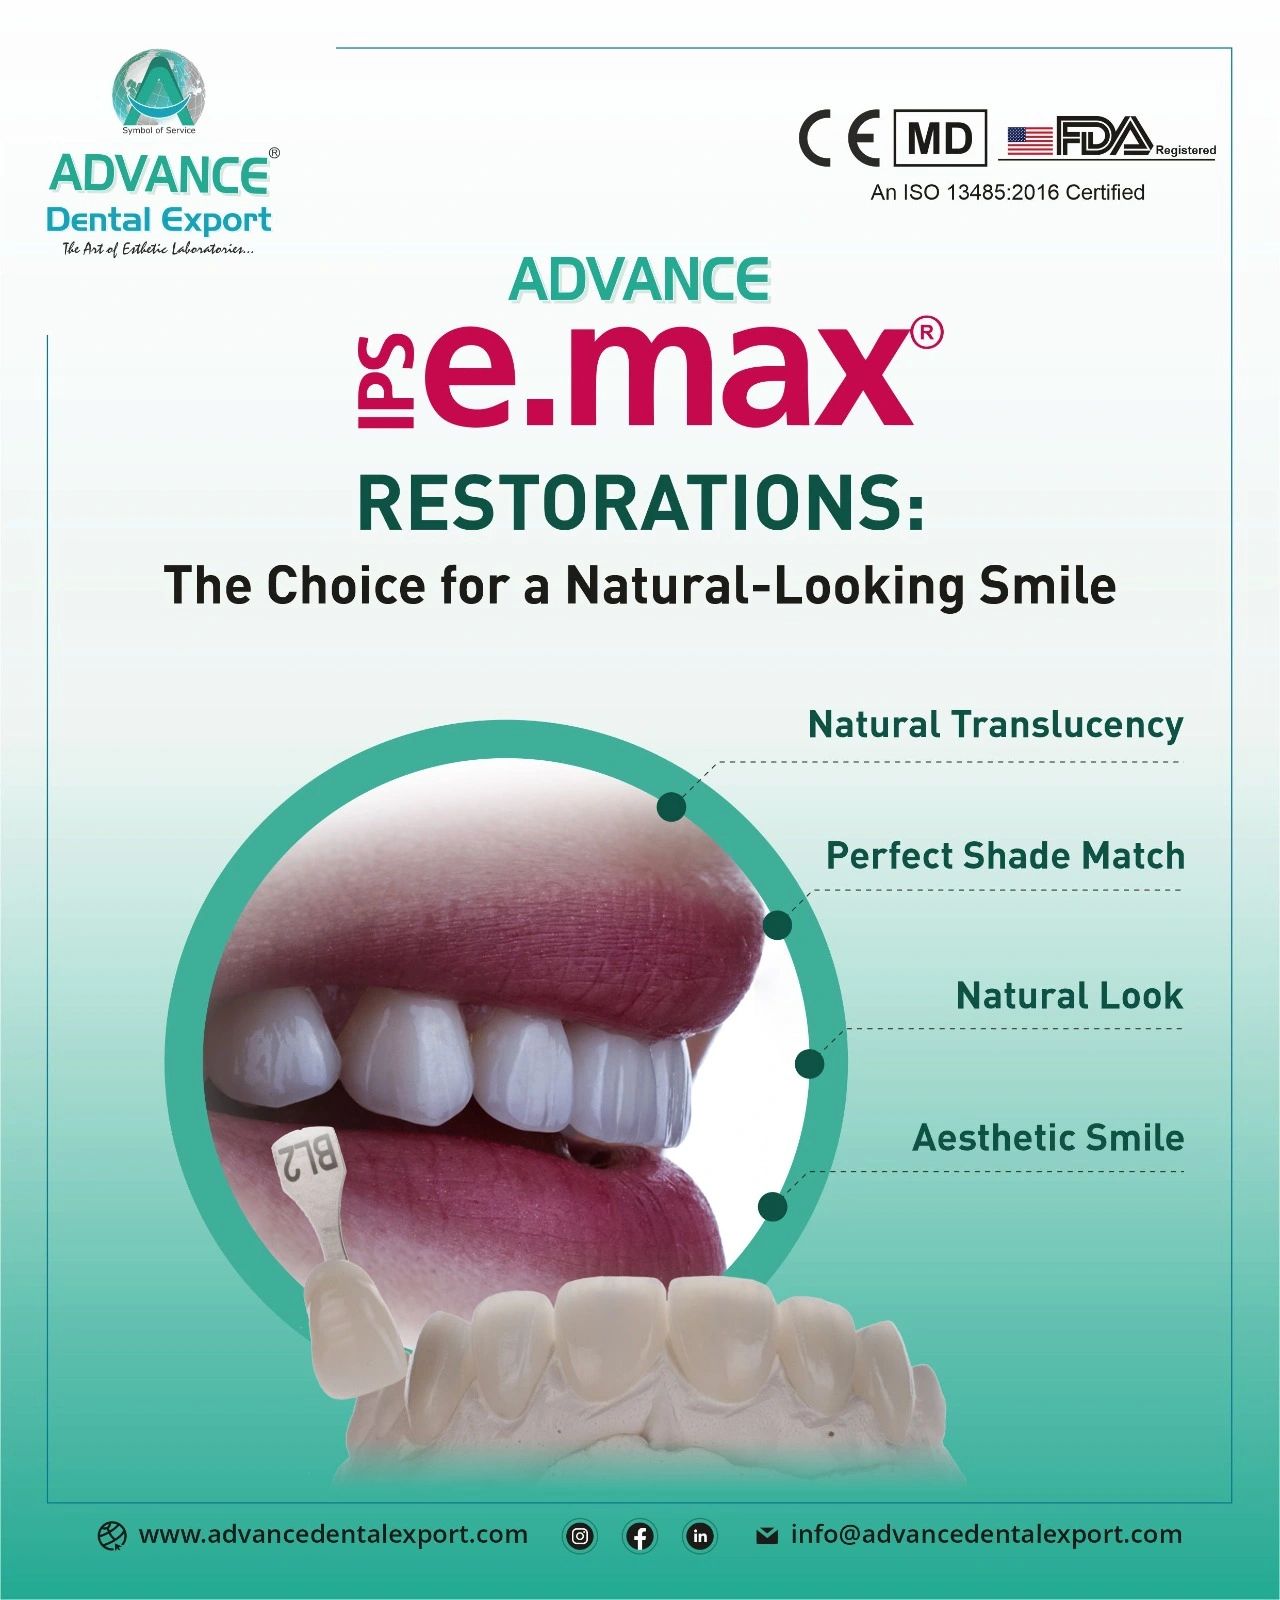 Symbol of Service
ADVANCE®
Dental Export
The Art of Esthetic Laboratories...
CE MD FDA Registered
An ISO 13485:2016 Certified
ADVANCE
IPS e.max®
RESTORATIONS:
The Choice for a Natural-Looking Smile
Natural Translucency
Perfect Shade Match
Natural Look
Aesthetic Smile
BL2
www.advancedentalexport.com
info@advancedentalexport.com